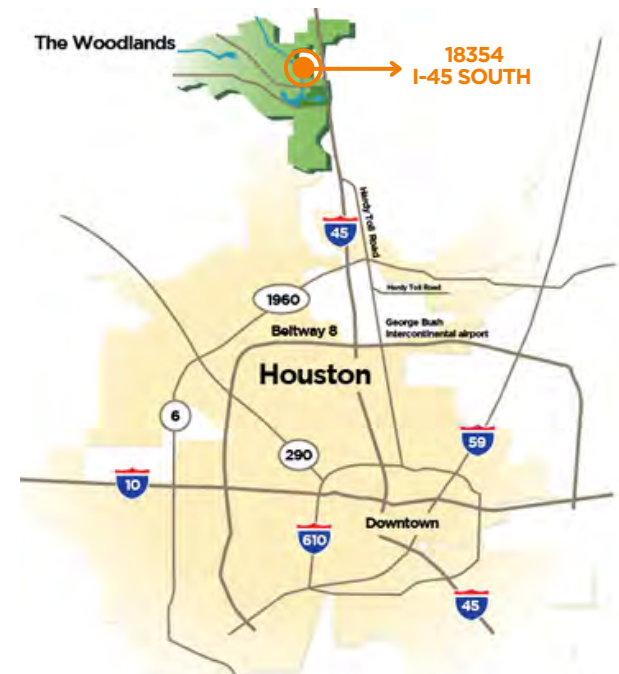 The Woodlands
18354
I-45 SOUTH
Hardy Toll Road
45
1960
Hardy Toll Road
George Bush
Intercontinental airport
Beltway 8
Houston
6
59
290
10
Downtown
610
45